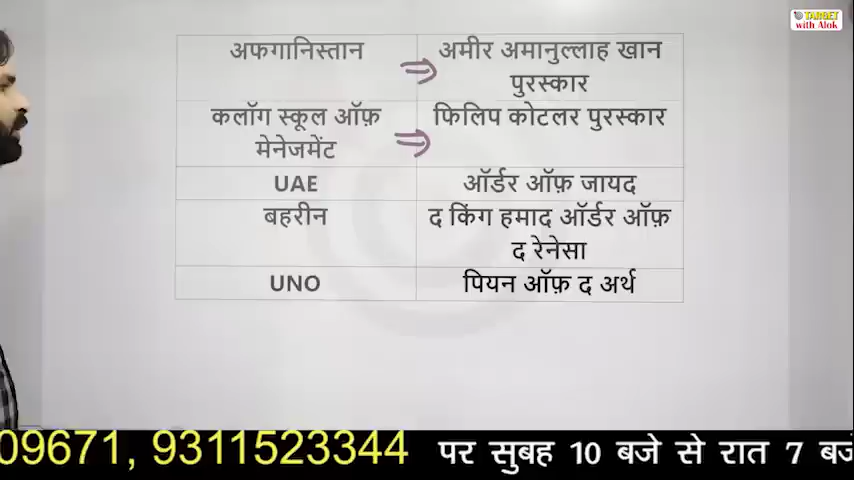 TARGET
with Alok
अफगानिस्तान
अमीर अमानुल्लाह खान
पुरस्कार
कलॉग स्कूल ऑफ़
मेनेजमेंट
फिलिप कोटलर पुरस्कार
UAE
ऑर्डर ऑफ़ जायद
बहरीन
द किंग हमाद ऑर्डर ऑफ़
द रेनेसा
UNO
पियन ऑफ़ द अर्थ
09671, 9311523344 पर सुबह 10 बजे से रात 7 बजे